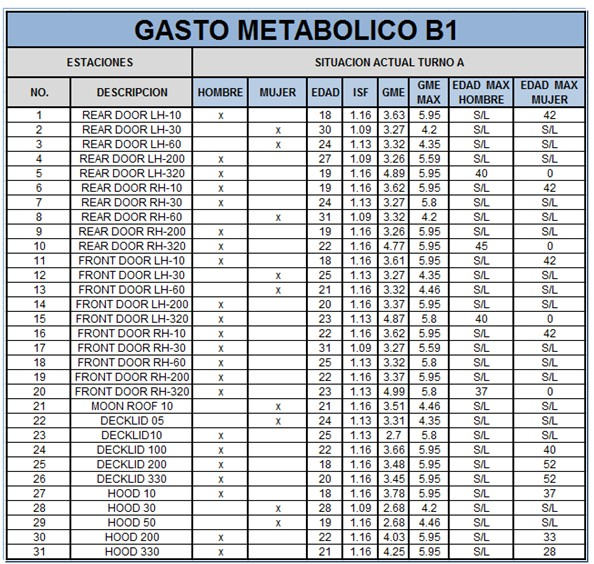 GASTO METABOLICO B1
ESTACIONES SITUACION ACTUAL TURNO A
NO. DESCRIPCION HOMBRE MUJER EDAD ISF GME GME MAX EDAD MAX HOMBRE EDAD MAX MUJER
1 REAR DOOR LH-10 x 18 1.16 3.63 5.95 S/L 42
2 REAR DOOR LH-30 x 30 1.09 3.27 4.2 S/L S/L
3 REAR DOOR LH-60 x 24 1.13 3.32 4.35 S/L S/L
4 REAR DOOR LH-200 x 27 1.09 3.26 5.59 S/L S/L
5 REAR DOOR LH-320 x 19 1.16 4.89 5.95 40 0
6 REAR DOOR RH-10 x 19 1.16 3.62 5.95 S/L 42
7 REAR DOOR RH-30 x 24 1.13 3.27 5.8 S/L S/L
8 REAR DOOR RH-60 x 31 1.09 3.32 4.2 S/L S/L
9 REAR DOOR RH-200 x 19 1.16 3.26 5.95 S/L S/L
10 REAR DOOR RH-320 x 22 1.16 4.77 5.95 45 0
11 FRONT DOOR LH-10 x 18 1.16 3.61 5.95 S/L 42
12 FRONT DOOR LH-30 x 25 1.13 3.27 4.35 S/L S/L
13 FRONT DOOR LH-60 x 21 1.16 3.32 4.46 S/L S/L
14 FRONT DOOR LH-200 x 20 1.16 3.37 5.95 S/L S/L
15 FRONT DOOR LH-320 x 23 1.13 4.87 5.8 40 0
16 FRONT DOOR RH-10 x 22 1.16 3.62 5.95 S/L 42
17 FRONT DOOR RH-30 x 31 1.09 3.27 5.59 S/L S/L
18 FRONT DOOR RH-60 x 25 1.13 3.32 5.8 S/L S/L
19 FRONT DOOR RH-200 x 22 1.16 3.37 5.95 S/L S/L
20 FRONT DOOR RH-320 x 23 1.13 4.99 5.8 37 0
21 MOON ROOF 10 x 21 1.16 3.51 4.46 S/L S/L
22 DECKLID 05 x 24 1.13 3.31 4.35 S/L S/L
23 DECKLID10 x 25 1.13 2.7 5.8 S/L S/L
24 DECKLID 100 x 22 1.16 3.66 5.95 S/L 40
25 DECKLID 200 x 18 1.16 3.48 5.95 S/L 52
26 DECKLID 330 x 20 1.16 3.45 5.95 S/L 52
27 HOOD 10 x 18 1.16 3.78 5.95 S/L 37
28 HOOD 30 x 28 1.09 2.68 4.2 S/L S/L
29 HOOD 50 x 19 1.16 2.68 4.46 S/L S/L
30 HOOD 200 x 22 1.16 4.03 5.95 S/L 33
31 HOOD 330 x 21 1.16 4.25 5.95 S/L 28